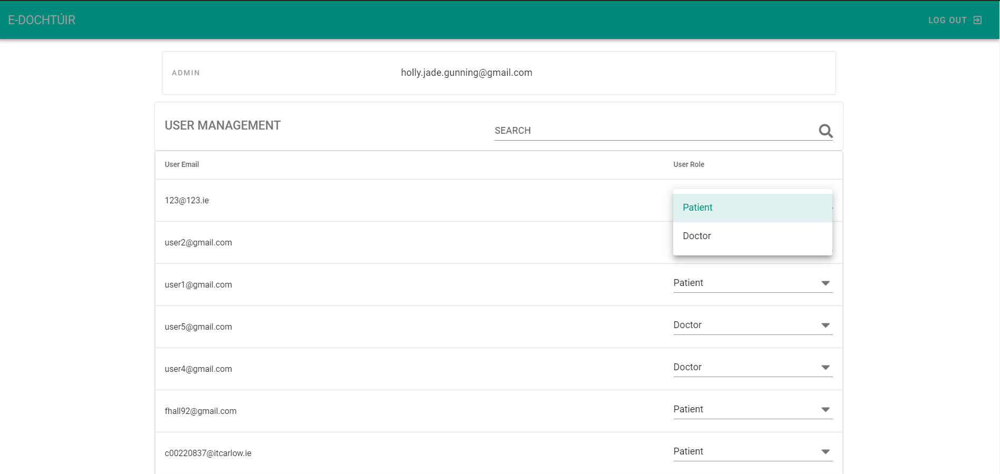 E-DOCHTÚIR
LOG OUT
ADMIN
holly.jade.gunning@gmail.com
USER MANAGEMENT
SEARCH
User Email
User Role
123@123.ie
Patient
Doctor
user2@gmail.com
user1@gmail.com
Patient
user5@gmail.com
Doctor
user4@gmail.com
Doctor
fhall92@gmail.com
Patient
c00220837@itcarlow.ie
Patient